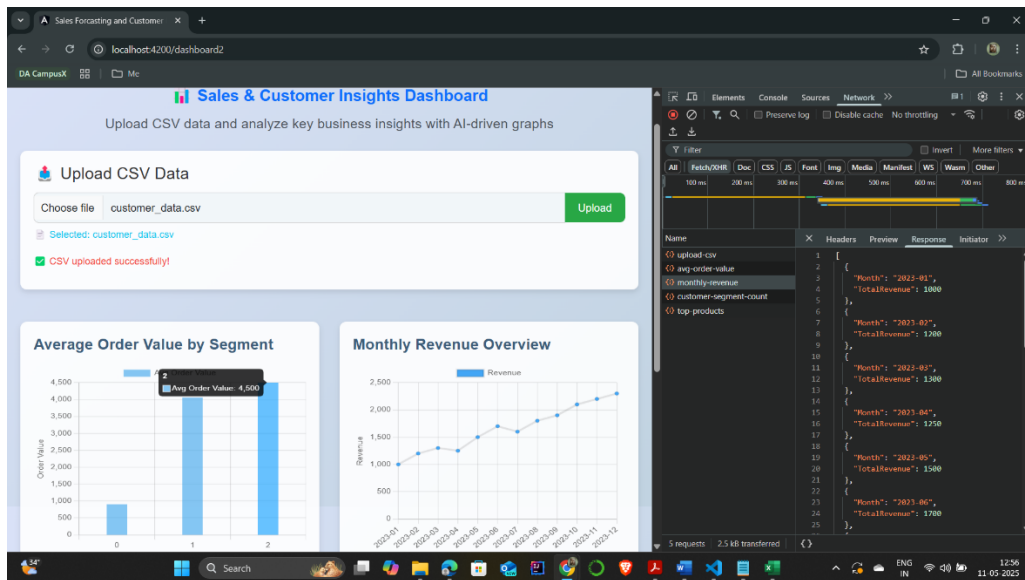 Sales Forcasting and Customer
localhost:4200/dashboard2
DA CampusX
Me
All Bookmarks
Sales & Customer Insights Dashboard
Upload CSV data and analyze key business insights with AI-driven graphs
Upload CSV Data
Choose file customer_data.csv
Upload
Selected: customer_data.csv
CSV uploaded successfully!
Average Order Value by Segment
2
Avg Order Value: 4,500
4,500
4,000
3,500
3,000
2,500
2,000
1,500
1,000
500
0
Order Value
0 1 2
Monthly Revenue Overview
Revenue
2,500
2,000
1,500
1,000
500
0
Revenue
2023-01 2023-02 2023-03 2023-04 2023-05 2023-06 2023-07 2023-08 2023-09 2023-10 2023-11 2023-12
Elements Console Sources Network
1
Preserve log Disable cache No throttling
Filter
Invert More filters
All Fetch/XHR Doc CSS JS Font Img Media Manifest WS Wasm Other
100 ms 200 ms 300 ms 400 ms 500 ms 600 ms 700 ms 800 ms
Name
upload-csv
avg-order-value
monthly-revenue
customer-segment-count
top-products
Headers Preview Response Initiator
1 [
2 {
3 "Month": "2023-01",
4 "TotalRevenue": 1000
5 },
6 {
7 "Month": "2023-02",
8 "TotalRevenue": 1200
9 },
10 {
11 "Month": "2023-03",
12 "TotalRevenue": 1300
13 },
14 {
15 "Month": "2023-04",
16 "TotalRevenue": 1250
17 },
18 {
19 "Month": "2023-05",
20 "TotalRevenue": 1500
21 },
22 {
23 "Month": "2023-06",
24 "TotalRevenue": 1700
25 },
5 requests 2.5 kB transferred {}
34°
Search
ENG
IN
12:56
11-05-2025